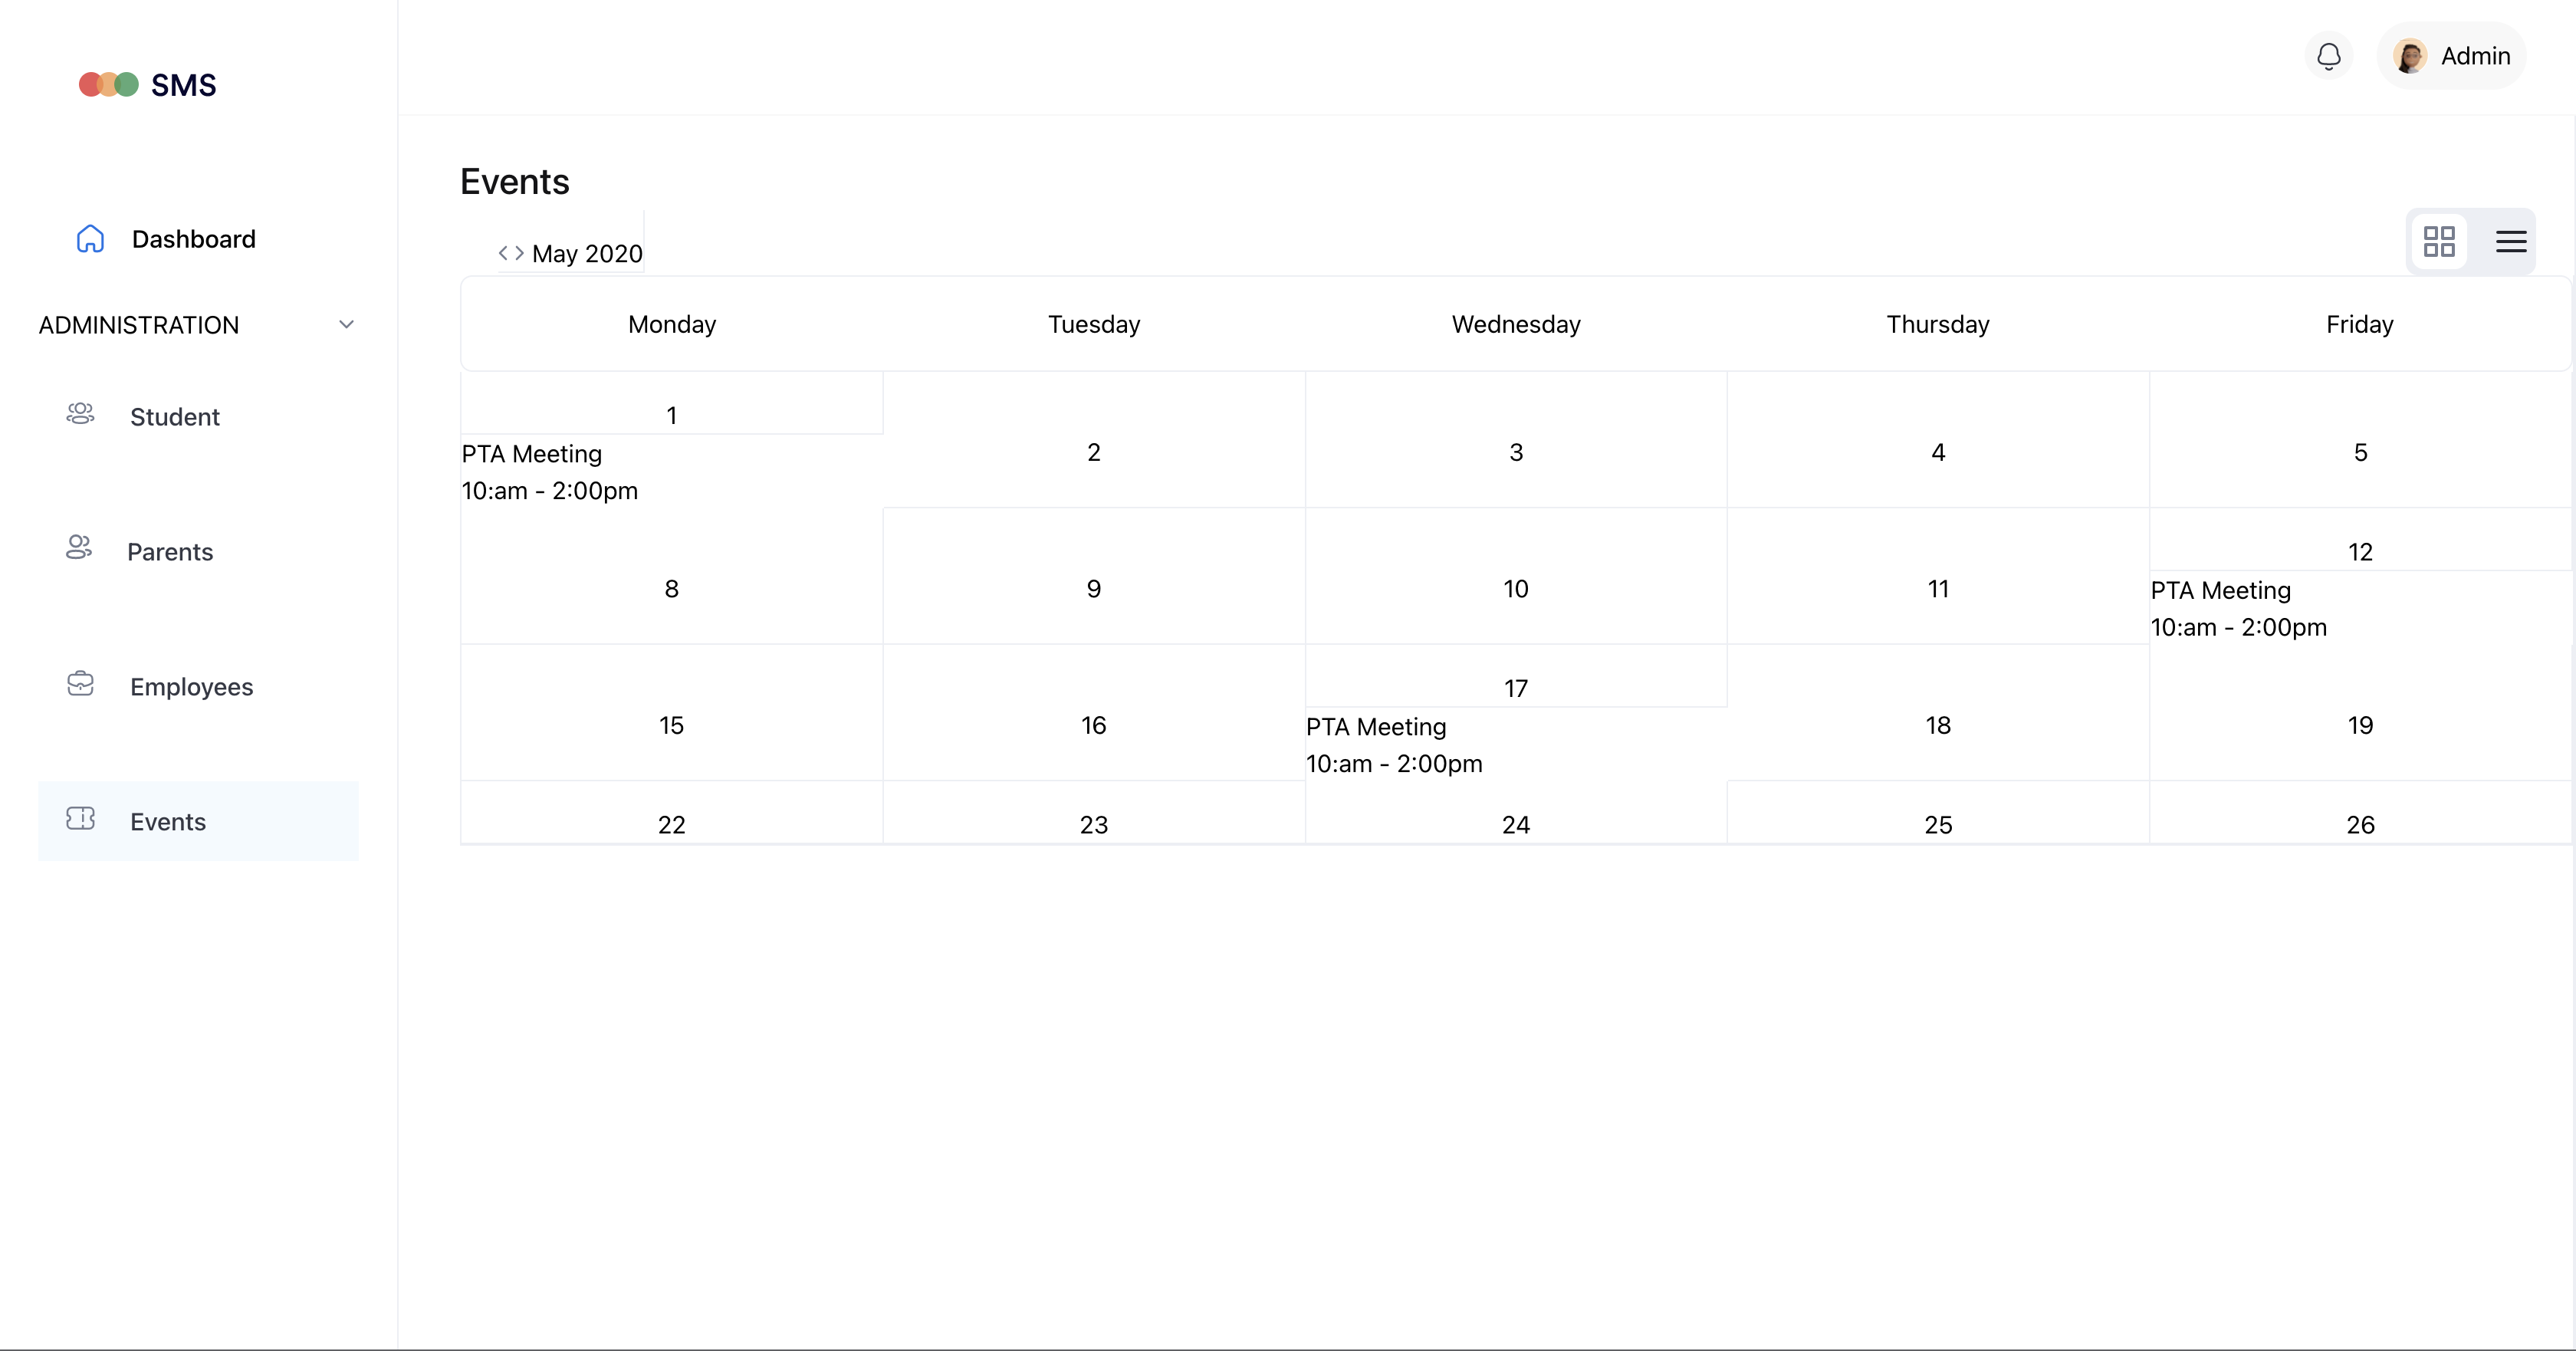 SMS
Admin
Dashboard
ADMINISTRATION
Student
Parents
Employees
Events
Events
< > May 2020
Monday Tuesday Wednesday Thursday Friday
1 2 3 4 5
PTA Meeting
10:am - 2:00pm
8 9 10 11 12
PTA Meeting
10:am - 2:00pm
15 16 17 18 19
PTA Meeting
10:am - 2:00pm
22 23 24 25 26